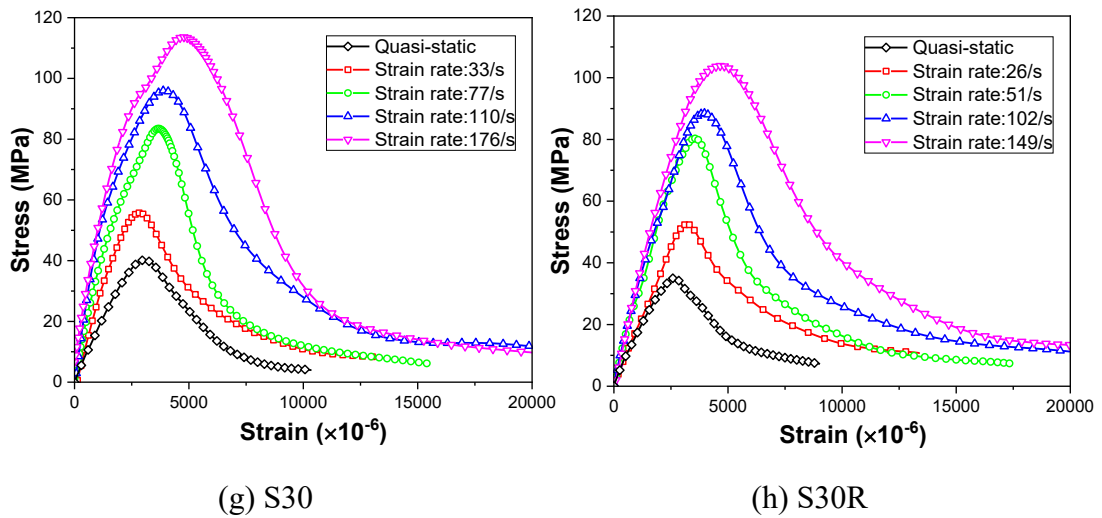 120
100
80
60
40
20
0
Stress (MPa)
0
5000
10000
15000
20000
Strain (×10-6)
Quasi-static
Strain rate:33/s
Strain rate:77/s
Strain rate:110/s
Strain rate:176/s
(g) S30
120
100
80
60
40
20
0
Stress (MPa)
0
5000
10000
15000
20000
Strain (×10-6)
Quasi-static
Strain rate:26/s
Strain rate:51/s
Strain rate:102/s
Strain rate:149/s
(h) S30R